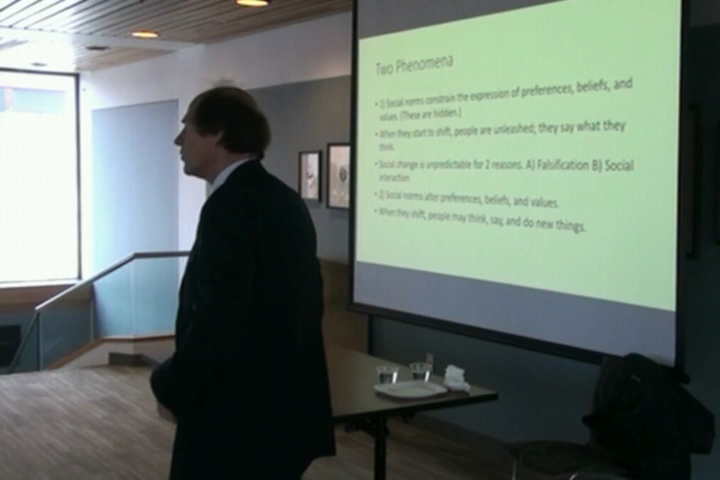 Two Phenomena
• 1) Social norms constrain the expression of preferences, beliefs, and
values. (These are hidden.)
• When they start to shift, people are unleashed; they say what they
think.
• Social change is unpredictable for 2 reasons. A) Falsification B) Social
interaction
• 2) Social norms alter preferences, beliefs, and values.
• When they shift, people may think, say, and do new things.